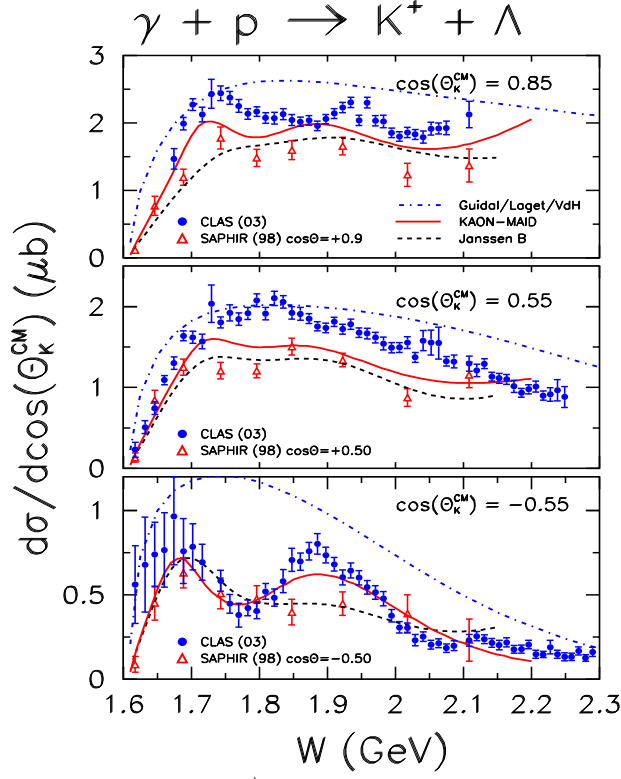 γ + p → K⁺ + Λ
dσ/dcos(Θ_K^CM) (μb)
3
cos(Θ_K^CM) = 0.85
2
1
Guidal/Laget/VdH
CLAS (03)
KAON−MAID
SAPHIR (98) cosΘ=+0.9
Janssen B
0
cos(Θ_K^CM) = 0.55
2
1
CLAS (03)
SAPHIR (98) cosΘ=+0.50
0
cos(Θ_K^CM) = −0.55
1
0.5
CLAS (03)
SAPHIR (98) cosΘ=−0.50
0
1.6 1.7 1.8 1.9 2 2.1 2.2 2.3
W (GeV)